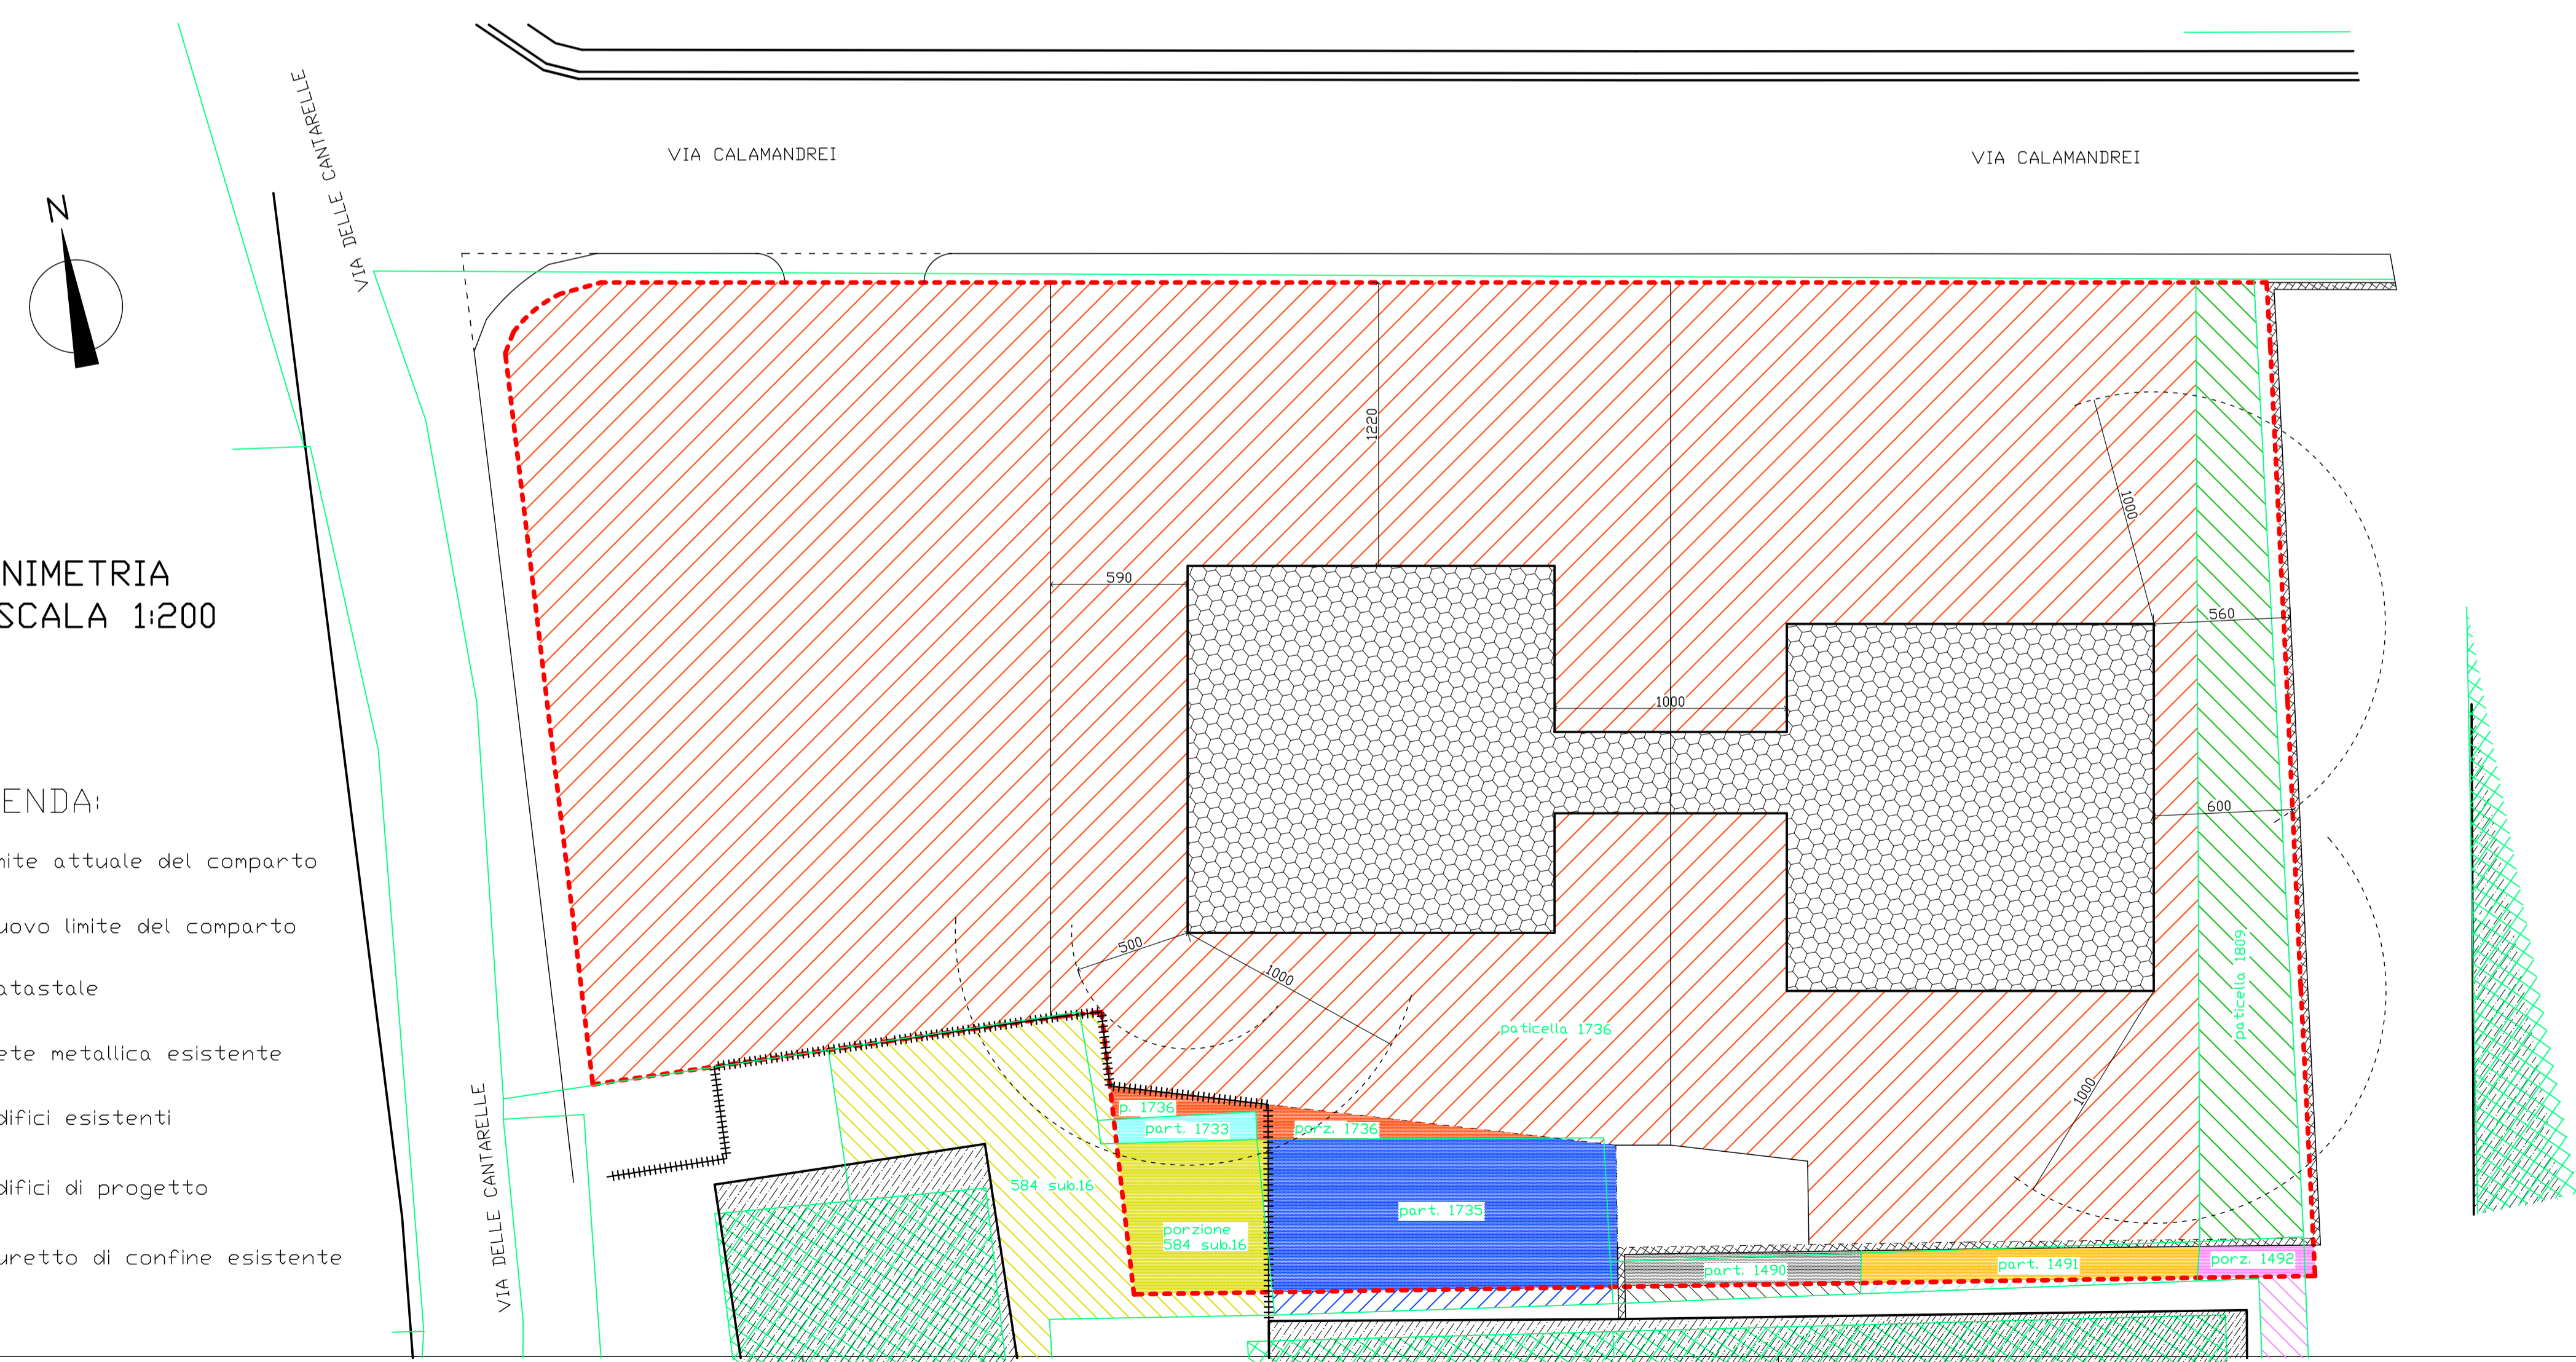 VIA DELLE CANTARELLE
VIA CALAMANDREI
VIA CALAMANDREI
N
1220
1000
590
560
NIMETRIA
SCALA 1:200
1000
600
ENDA:
mite attuale del comparto
uovo limite del comparto
atastale
ete metallica esistente
difici esistenti
difici di progetto
uretto di confine esistente
500
1000
paticella 1736
paticella 1809
1000
VIA DELLE CANTARELLE
p. 1736
part. 1733
porz. 1736
584 sub.16
porzione
584 sub.16
part. 1735
part. 1490
part. 1491
porz. 1492